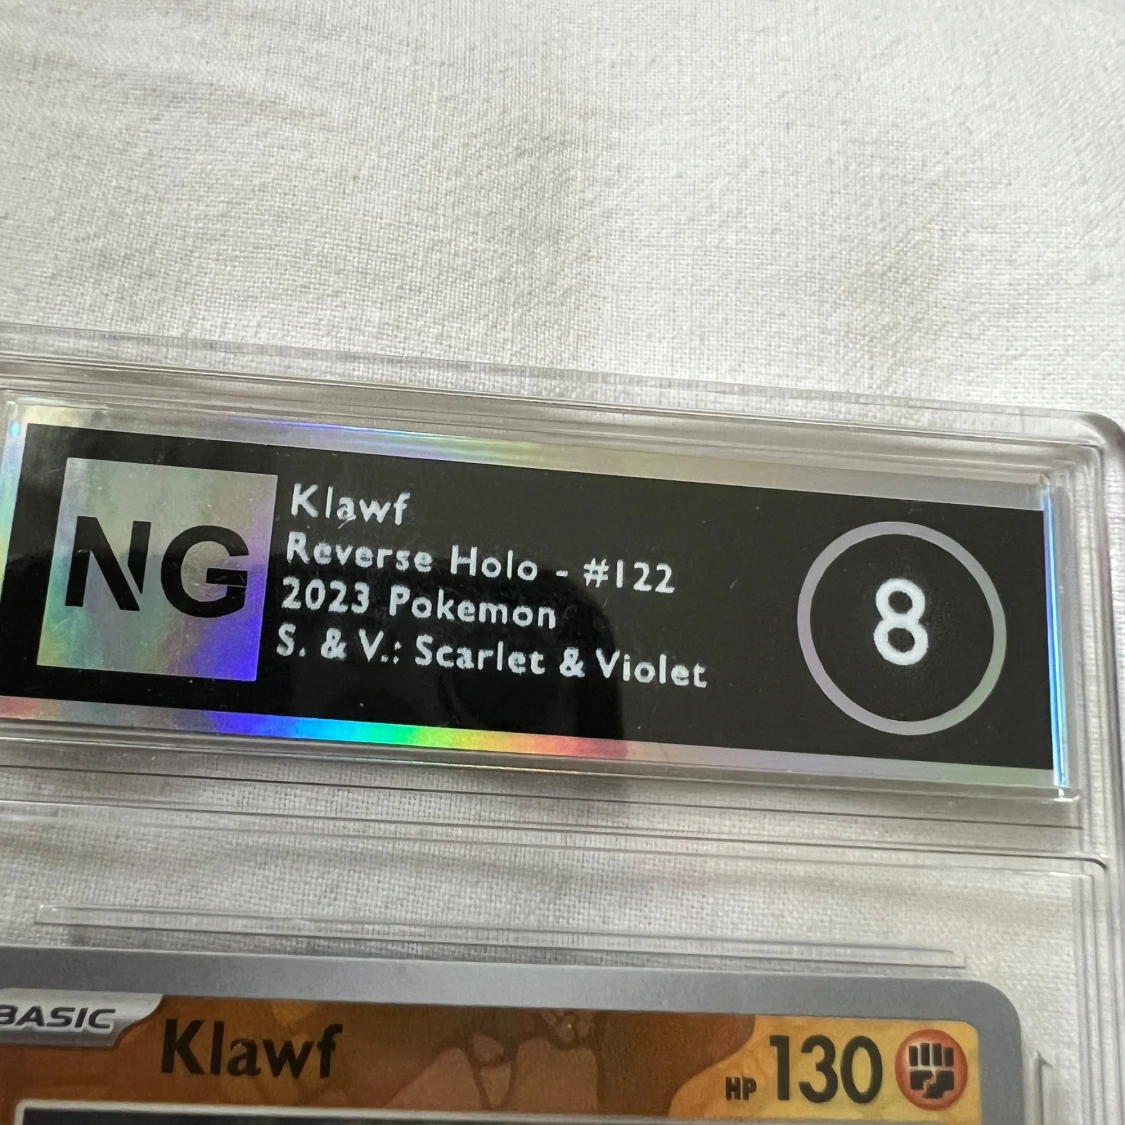 NG
Klawf
Reverse Holo - #122
2023 Pokemon
S. & V.: Scarlet & Violet
8
BASIC
Klawf
HP 130